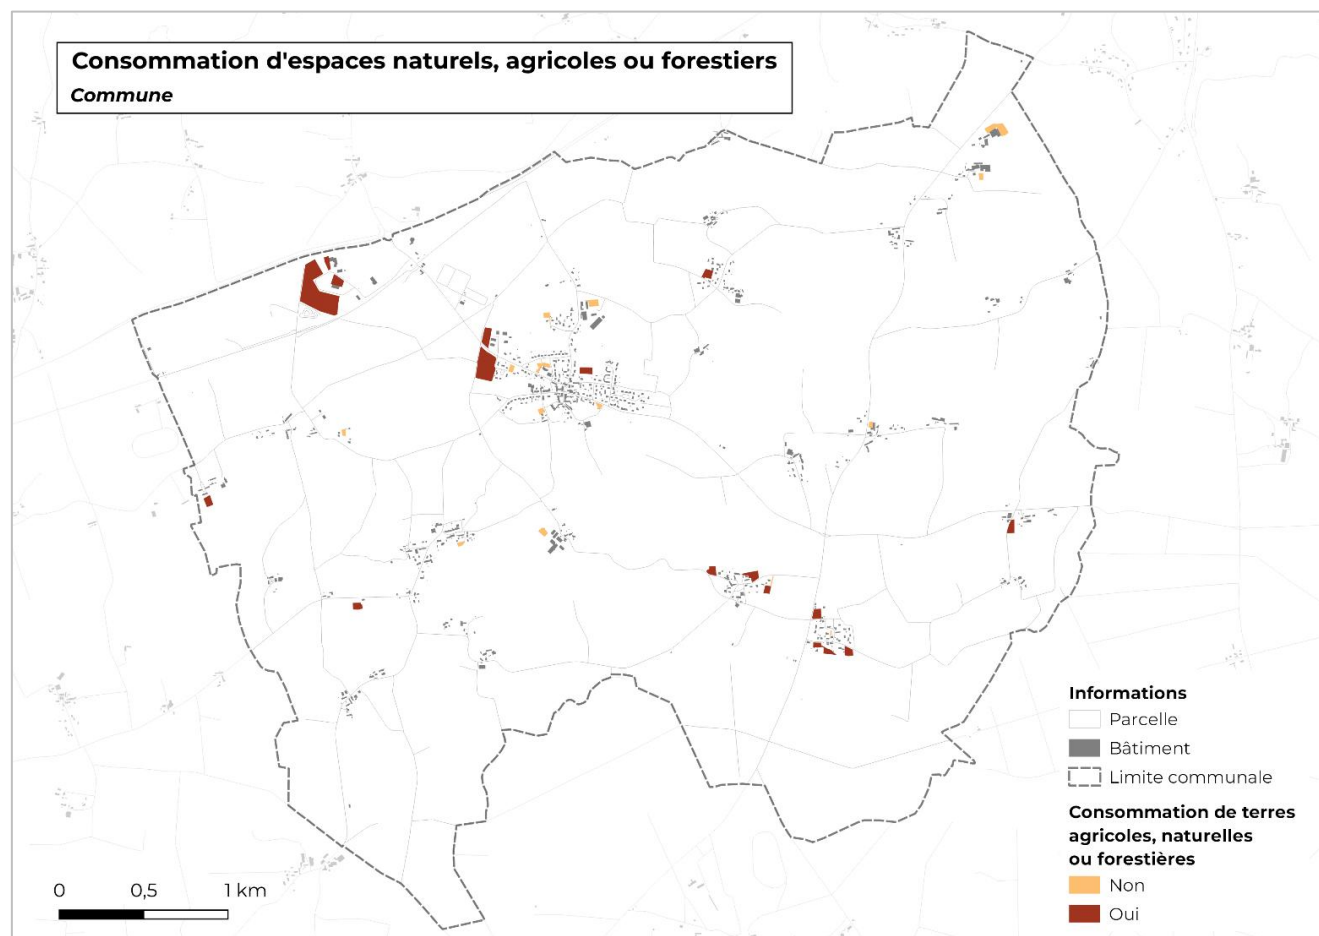 Consommation d'espaces naturels, agricoles ou forestiers
Commune
Informations
Parcelle
Bâtiment
Limite communale
Consommation de terres
agricoles, naturelles
ou forestières
Non
Oui
0 0,5 1 km